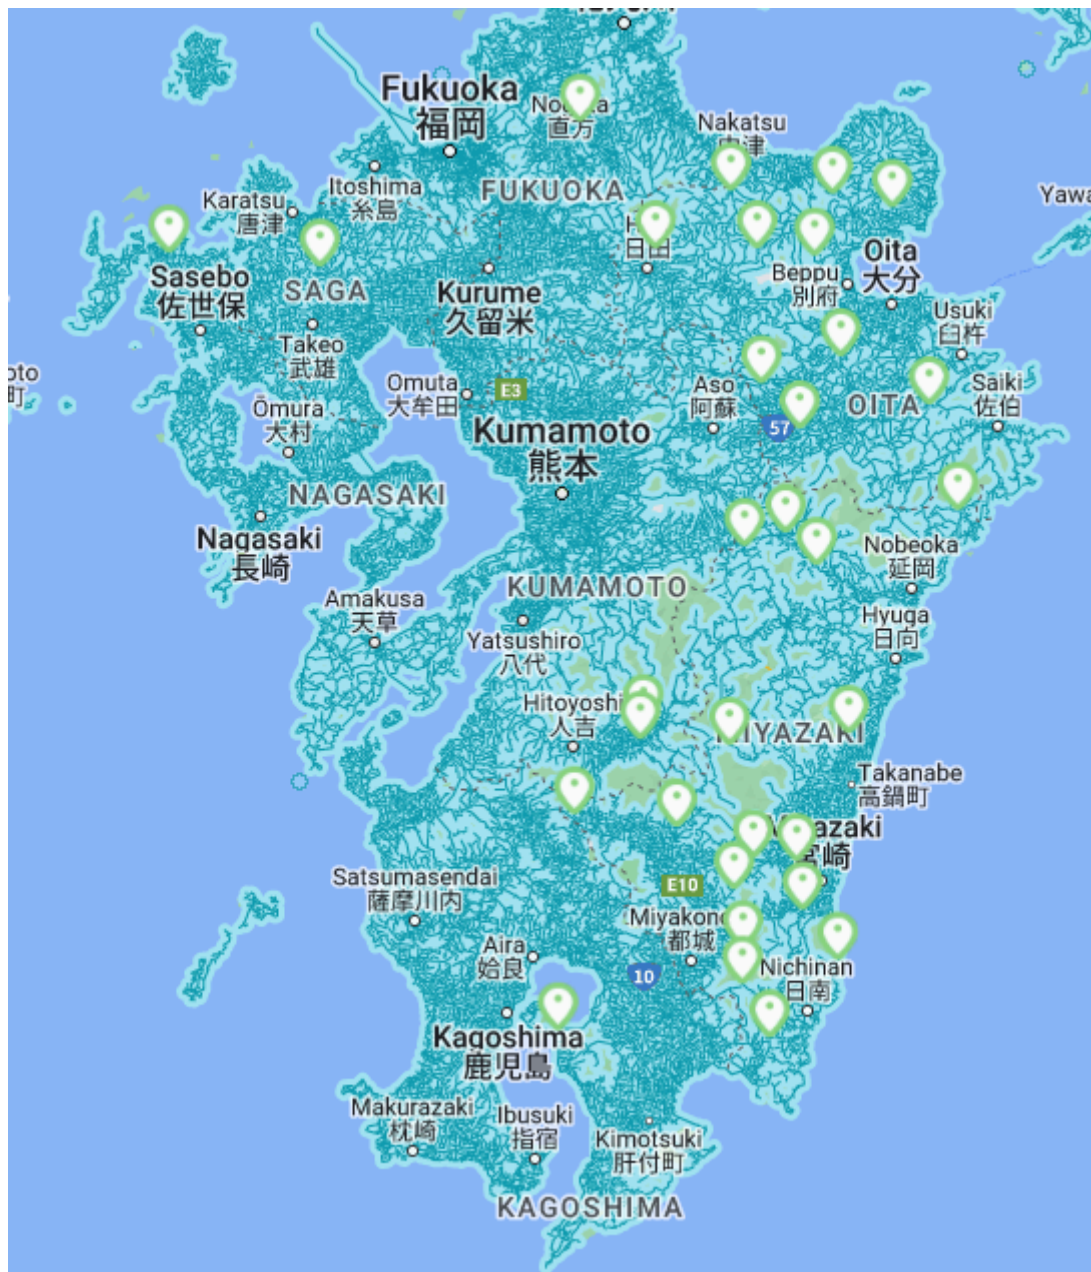 Fukuoka
福岡
直方
Nakatsu
Itoshima
糸島
FUKUOKA
Karatsu
唐津
日田
Oita
大分
Beppu
別府
Sasebo
佐世保
SAGA
Kurume
久留米
Usuki
臼杵
Takeo
武雄
Omuta
大牟田
E3
Aso
阿蘇
OITA
Saiki
佐伯
57
Ōmura
大村
Kumamoto
熊本
NAGASAKI
Nagasaki
長崎
Nobeoka
延岡
KUMAMOTO
Amakusa
天草
Hyuga
日向
Yatsushiro
八代
Hitoyoshi
人吉
MIYAZAKI
Takanabe
高鍋町
Satsumasendai
薩摩川内
E10
都城
Aira
姶良
10
Nichinan
日南
Kagoshima
鹿児島
Makurazaki
枕崎
Ibusuki
指宿
Kimotsuki
肝付町
KAGOSHIMA